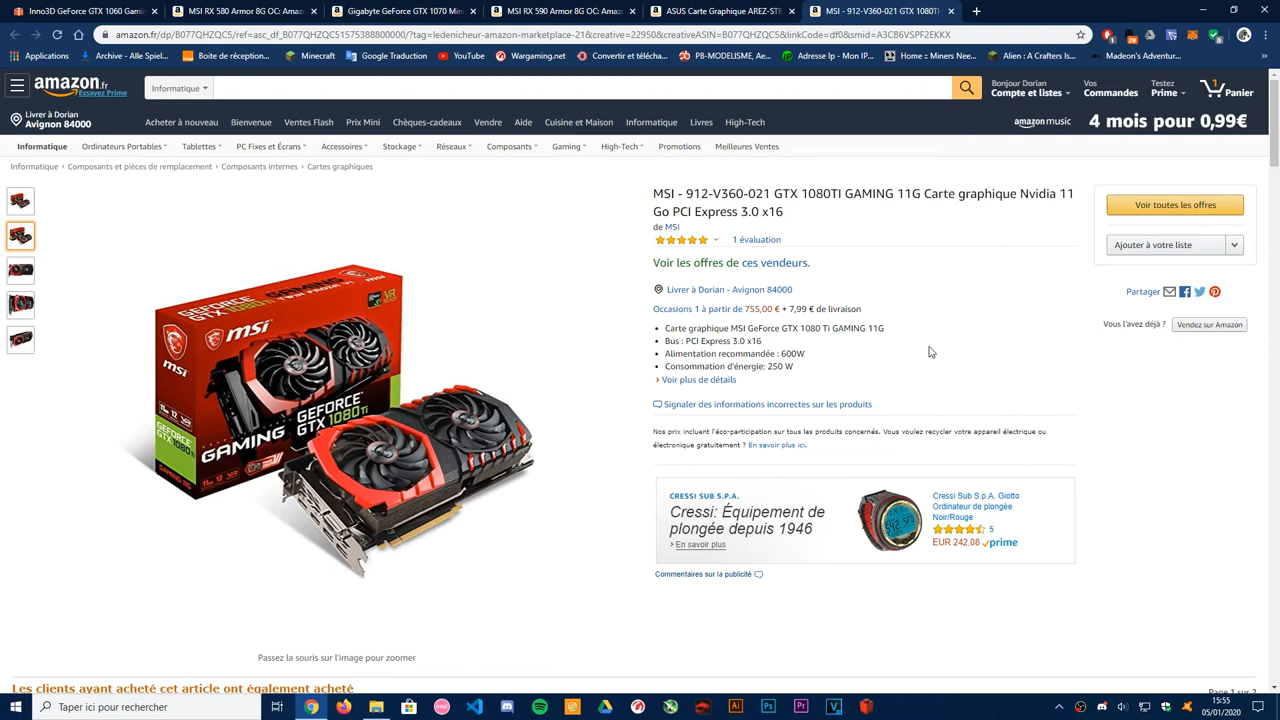 Inno3D GeForce GTX 1060 Gam
MSI RX 580 Armor 8G OC: Amazo
Gigabyte GeForce GTX 1070 Mini
MSI RX 590 Armor 8G OC: Amazo
ASUS Carte Graphique AREZ-STR
MSI - 912-V360-021 GTX 1080TI
amazon.fr/dp/B077QHZQC5/ref=asc_df_B077QHZQC51575388800000/?tag=ledenicheur-amazon-marketplace-21&creative=22950&creativeASIN=B077QHZQC5&linkCode=df0&smid=A3CB6VSPF2EKKX
Applications
Archive - Alle Spiel...
Boite de réception...
Google Traduction
YouTube
Wargaming.net
Convertir et télécha...
PB-MODELISME, Ae...
Adresse Ip - Mon IP...
Home :: Miners Nee...
Alien : A Crafters Is...
Madeon's Adventur...
»
amazon.fr
Essayez Prime
Informatique
Bonjour Dorian
Compte et listes
Vos
Commandes
Testez
Prime
Panier
Livrer à Dorian
Avignon 84000
Acheter à nouveau
Bienvenue
Ventes Flash
Prix Mini
Chèques-cadeaux
Vendre
Aide
Cuisine et Maison
Informatique
Livres
High-Tech
amazon music
4 mois pour 0,99€
Informatique
Ordinateurs Portables
Tablettes
PC Fixes et Écrans
Accessoires
Stockage
Réseaux
Composants
Gaming
High-Tech
Promotions
Meilleures Ventes
Informatique › Composants et pièces de remplacement › Composants internes › Cartes graphiques
MSI - 912-V360-021 GTX 1080TI GAMING 11G Carte graphique Nvidia 11
Go PCI Express 3.0 x16
de MSI
1 évaluation
Voir les offres de ces vendeurs.
Livrer à Dorian - Avignon 84000
Occasions 1 à partir de 755,00 € + 7,99 € de livraison
• Carte graphique MSI GeForce GTX 1080 Ti GAMING 11G
• Bus : PCI Express 3.0 x16
• Alimentation recommandée : 600W
• Consommation d'énergie: 250 W
› Voir plus de détails
Signaler des informations incorrectes sur les produits
Nos prix incluent l'éco-participation sur tous les produits concernés. Vous voulez recycler votre appareil électrique ou
électronique gratuitement ? En savoir plus ici.
CRESSI SUB S.P.A.
Cressi: Équipement de
plongée depuis 1946
› En savoir plus
Cressi Sub S.p.A. Giotto
Ordinateur de plongée
Noir/Rouge
5
EUR 242,08 prime
Commentaires sur la publicité
Voir toutes les offres
Ajouter à votre liste
Partager
Vous l'avez déjà ?
Vendez sur Amazon
msi
GEFORCE
GTX 1080Ti
GAMING
Passez la souris sur l'image pour zoomer
Les clients ayant acheté cet article ont également acheté
Page 1 sur 2
Taper ici pour rechercher
15:55
05/01/2020